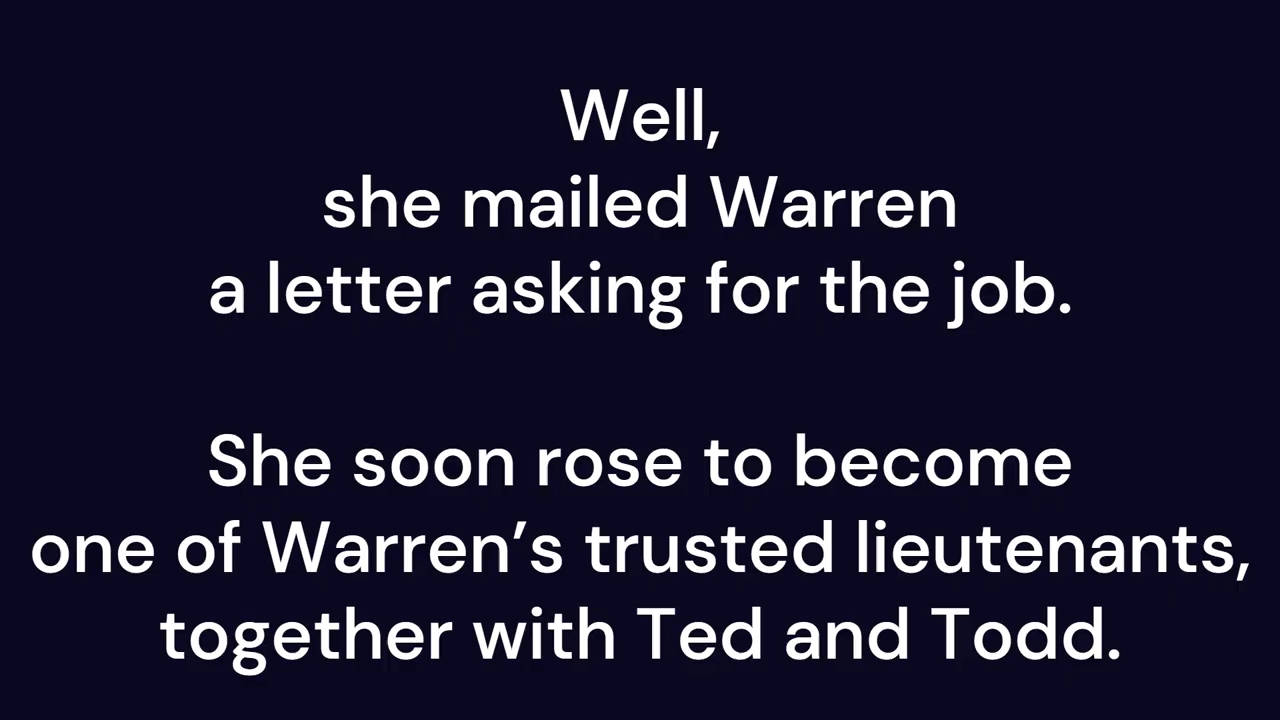 Well,
she mailed Warren
a letter asking for the job.
She soon rose to become
one of Warren’s trusted lieutenants,
together with Ted and Todd.